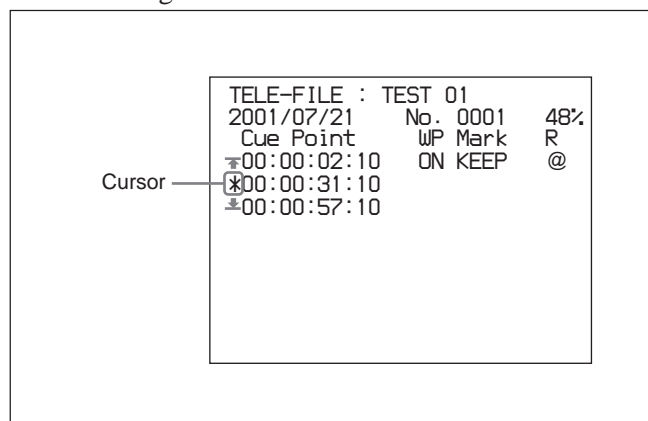 TELE-FILE : TEST 01
2001/07/21 No. 0001 48%
Cue Point WP Mark R
00:00:02:10 ON KEEP @
Cursor *00:00:31:10
00:00:57:10